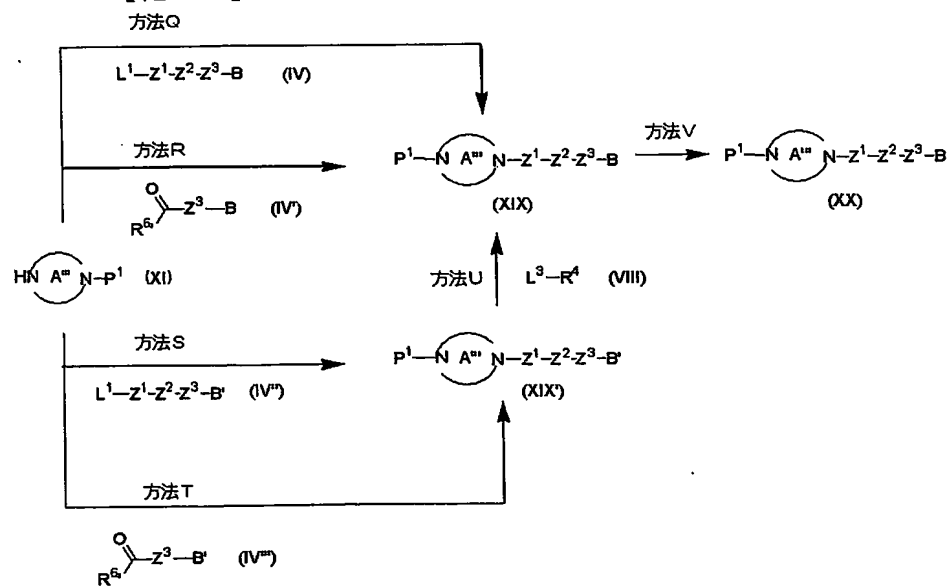 方法Q
L¹—Z¹-Z²-Z³—B (IV)
方法R
O
Z³—B (IV')
R⁶'
P¹—N A''' N—Z¹—Z²-Z³—B
(XIX)
方法V
P¹—N A''' N—Z¹—Z²-Z³—B
(XX)
HN A''' N—P¹ (XI)
方法U L³—R⁴ (VIII)
方法S
L¹—Z¹-Z²-Z³—B' (IV'')
P¹—N A''' N—Z¹—Z²-Z³—B'
(XIX')
方法T
O
Z³—B' (IV''')
R⁶'